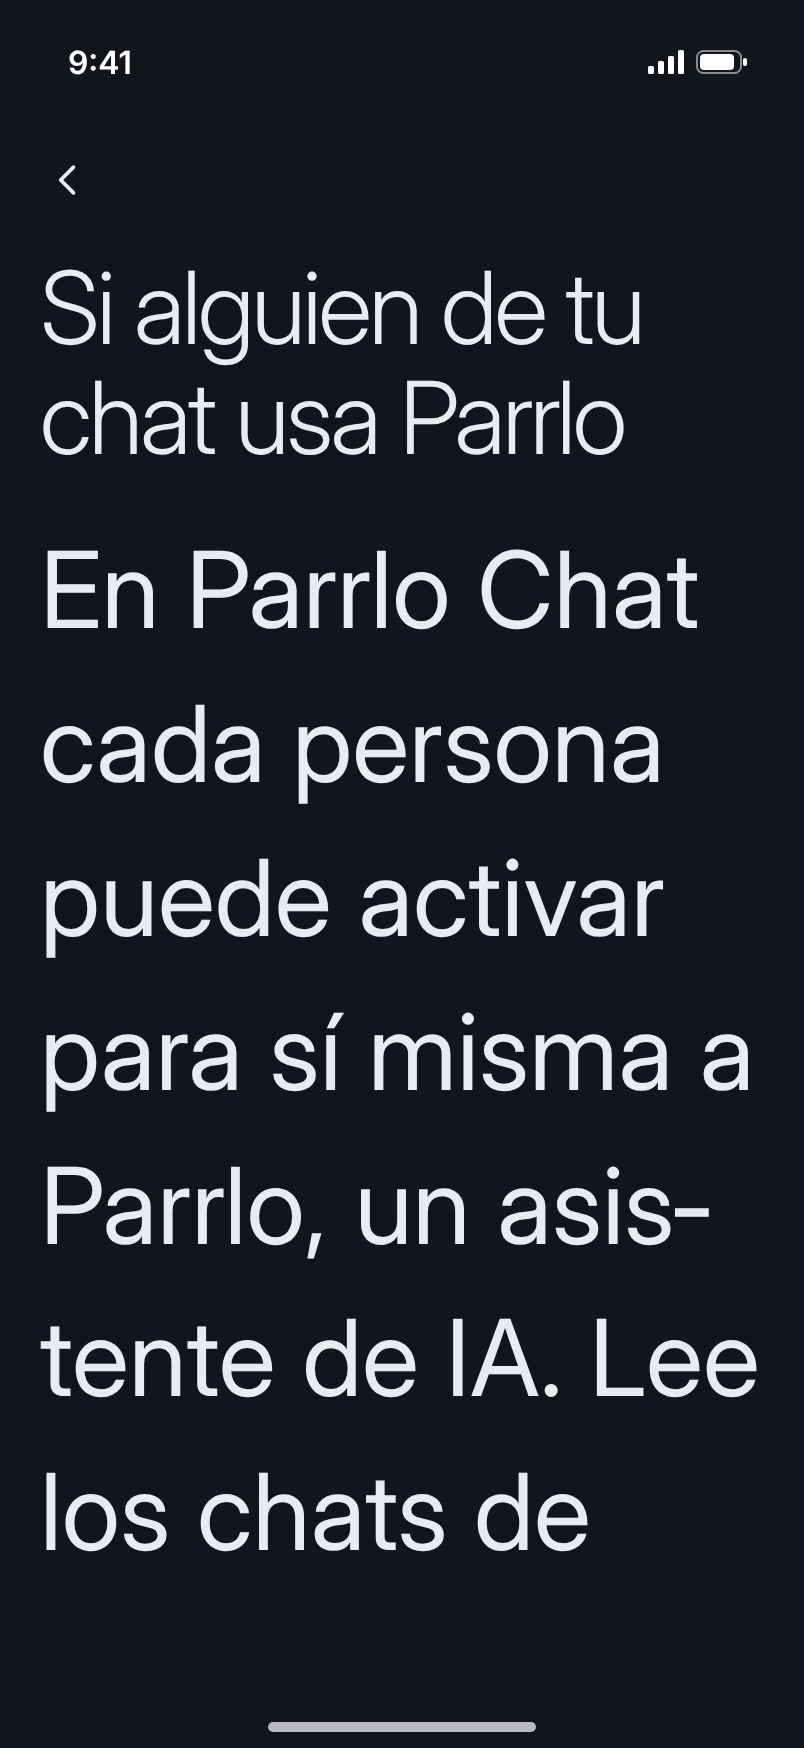 9:41
Si alguien de tu
chat usa Parrlo
En Parrlo Chat
cada persona
puede activar
para sí misma a
Parrlo, un asis-
tente de IA. Lee
los chats de